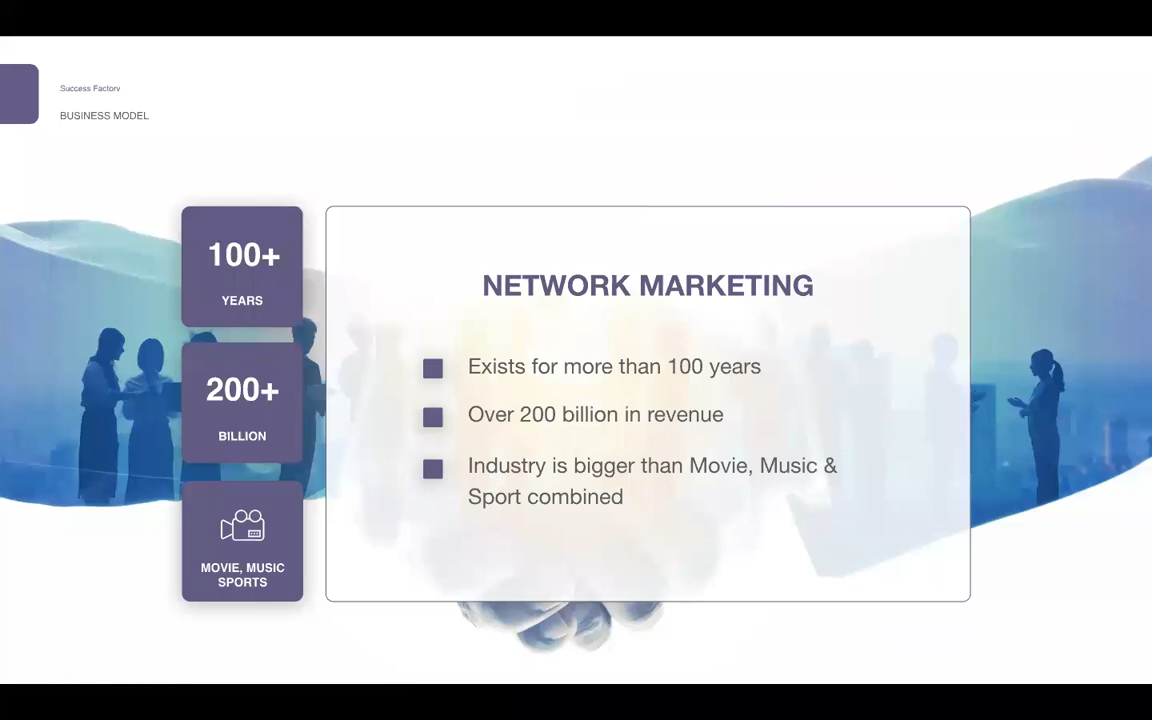 Success Factory
BUSINESS MODEL
100+
YEARS
200+
BILLION
MOVIE, MUSIC
SPORTS
NETWORK MARKETING
Exists for more than 100 years
Over 200 billion in revenue
Industry is bigger than Movie, Music &
Sport combined